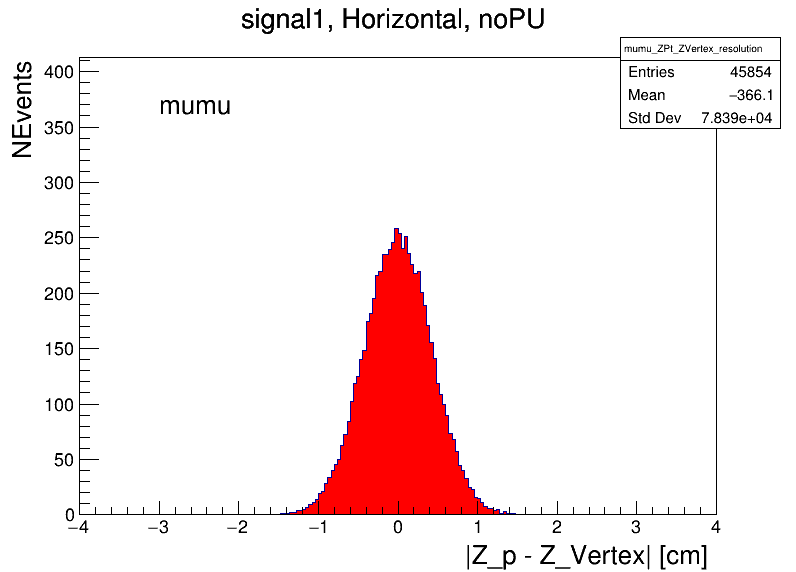 signal1, Horizontal, noPU
mumu_ZPt_ZVertex_resolution
Entries 45854
Mean −366.1
Std Dev 7.839e+04
NEvents
mumu
400
350
300
250
200
150
100
50
0
−4 −3 −2 −1 0 1 2 3 4
|Z_p - Z_Vertex| [cm]